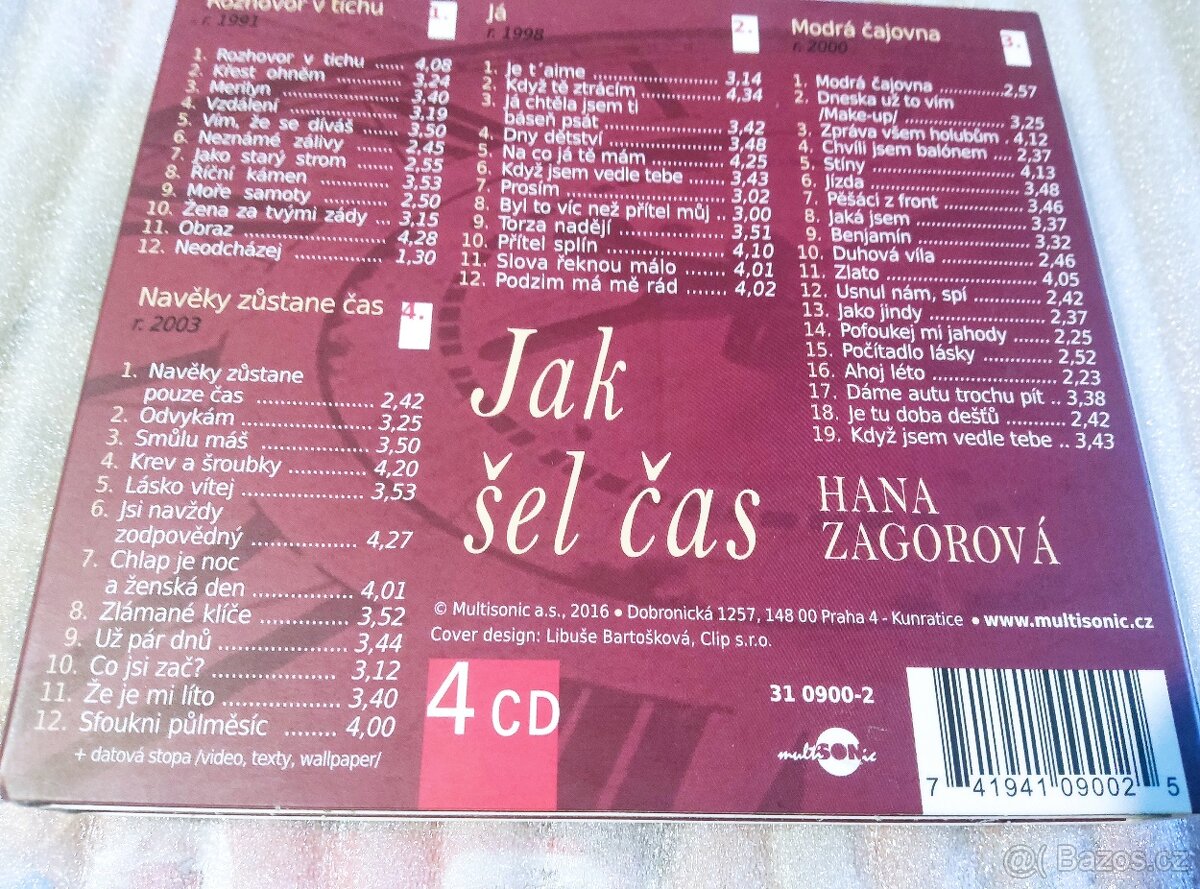 Rozhovor v tichu
r. 1991
1.
1. Rozhovor v tichu ...... 4,08
2. Křest ohněm .............. 3,24
3. Merilyn ..................... 3,40
4. Vzdálení .................... 3,19
5. Vím, že se díváš ....... 3,50
6. Neznámé zálivy ......... 2,45
7. Jako starý strom ....... 2,55
8. Říční kámen .............. 3,53
9. Moře samoty ............. 2,50
10. Žena za tvými zády ... 3,15
11. Obraz ........................ 4,28
12. Neodcházej ............... 1,30
Já
r. 1998
2.
1. Je t´aime ................... 3,14
2. Když tě ztrácím ............... 4,34
3. Já chtěla jsem ti
báseň psát ...................... 3,42
4. Dny dětství ..................... 3,48
5. Na co já tě mám .............. 4,25
6. Když jsem vedle tebe ....... 3,43
7. Prosím ............................ 3,02
8. Byl to víc než přítel můj .. 3,00
9. Torza nadějí .................... 3,51
10. Přítel splín ...................... 4,10
11. Slova řeknou málo .......... 4,01
12. Podzim má mě rád ....... 4,02
Modrá čajovna
r. 2000
3.
1. Modrá čajovna ..............2,57
2. Dneska už to vím
/Make-up/ ...................... 3,25
3. Zpráva všem holubům . 4,12
4. Chvíli jsem balónem .... 2,37
5. Stíny ............................ 4,13
6. Jízda ............................ 3,48
7. Pěšáci z front .............. 3,46
8. Jaká jsem .................... 3,37
9. Benjamín ..................... 3,32
10. Duhová víla ................. 2,46
11. Zlato ............................ 4,05
12. Usnul nám, spí ............. 2,42
13. Jako jindy .................... 2,37
14. Pofoukej mi jahody ...... 2,25
15. Počítadlo lásky ............ 2,52
16. Ahoj léto ...................... 2,23
17. Dáme autu trochu pít .. 3,38
18. Je tu doba dešťů .......... 2,42
19. Když jsem vedle tebe .. 3,43
Navěky zůstane čas
r. 2003
4.
1. Navěky zůstane
pouze čas .................. 2,42
2. Odvykám .................... 3,25
3. Smůlu máš .................. 3,50
4. Krev a šroubky ............ 4,20
5. Lásko vítej .................. 3,53
6. Jsi navždy
zodpovědný ................ 4,27
7. Chlap je noc
a ženská den .............. 4,01
8. Zlámané klíče .............. 3,52
9. Už pár dnů .................. 3,44
10. Co jsi zač? .................. 3,12
11. Že je mi líto ................. 3,40
12. Sfoukni půlměsíc ........ 4,00
+ datová stopa /video, texty, wallpaper/
Jak
šel čas
HANA
ZAGOROVÁ
© Multisonic a.s., 2016 • Dobronická 1257, 148 00 Praha 4 - Kunratice • www.multisonic.cz
Cover design: Libuše Bartošková, Clip s.r.o.
4 CD
31 0900-2
multiSONic
7 41941 09002 5
@( Bazos.cz